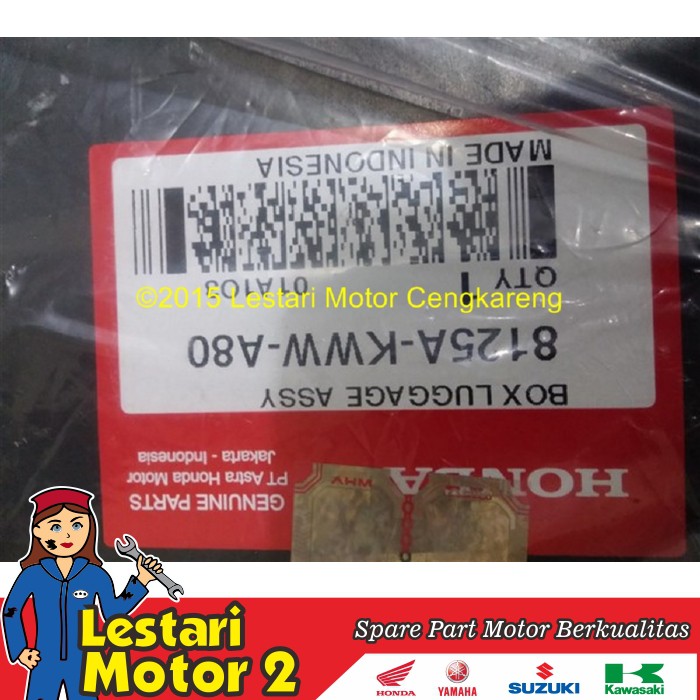 HONDA
GENUINE PARTS
PT Astra Honda Motor
Jakarta - Indonesia
BOX LUGGAGE ASSY
8125A-KWW-A80
QTY 1
MADE IN INDONESIA
©2015 Lestari Motor Cengkareng
Lestari
Motor 2
Spare Part Motor Berkualitas
HONDA
YAMAHA
SUZUKI
Kawasaki